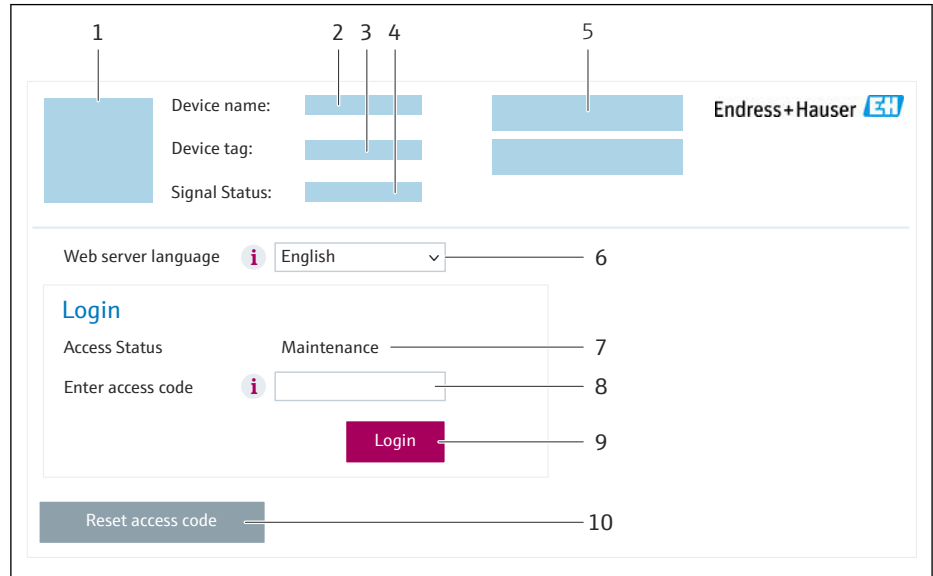 1 2 3 4 5
Device name:
Endress+Hauser EH
Device tag:
Signal Status:
Web server language i English 6
Login
Access Status Maintenance 7
Enter access code i 8
Login 9
Reset access code 10